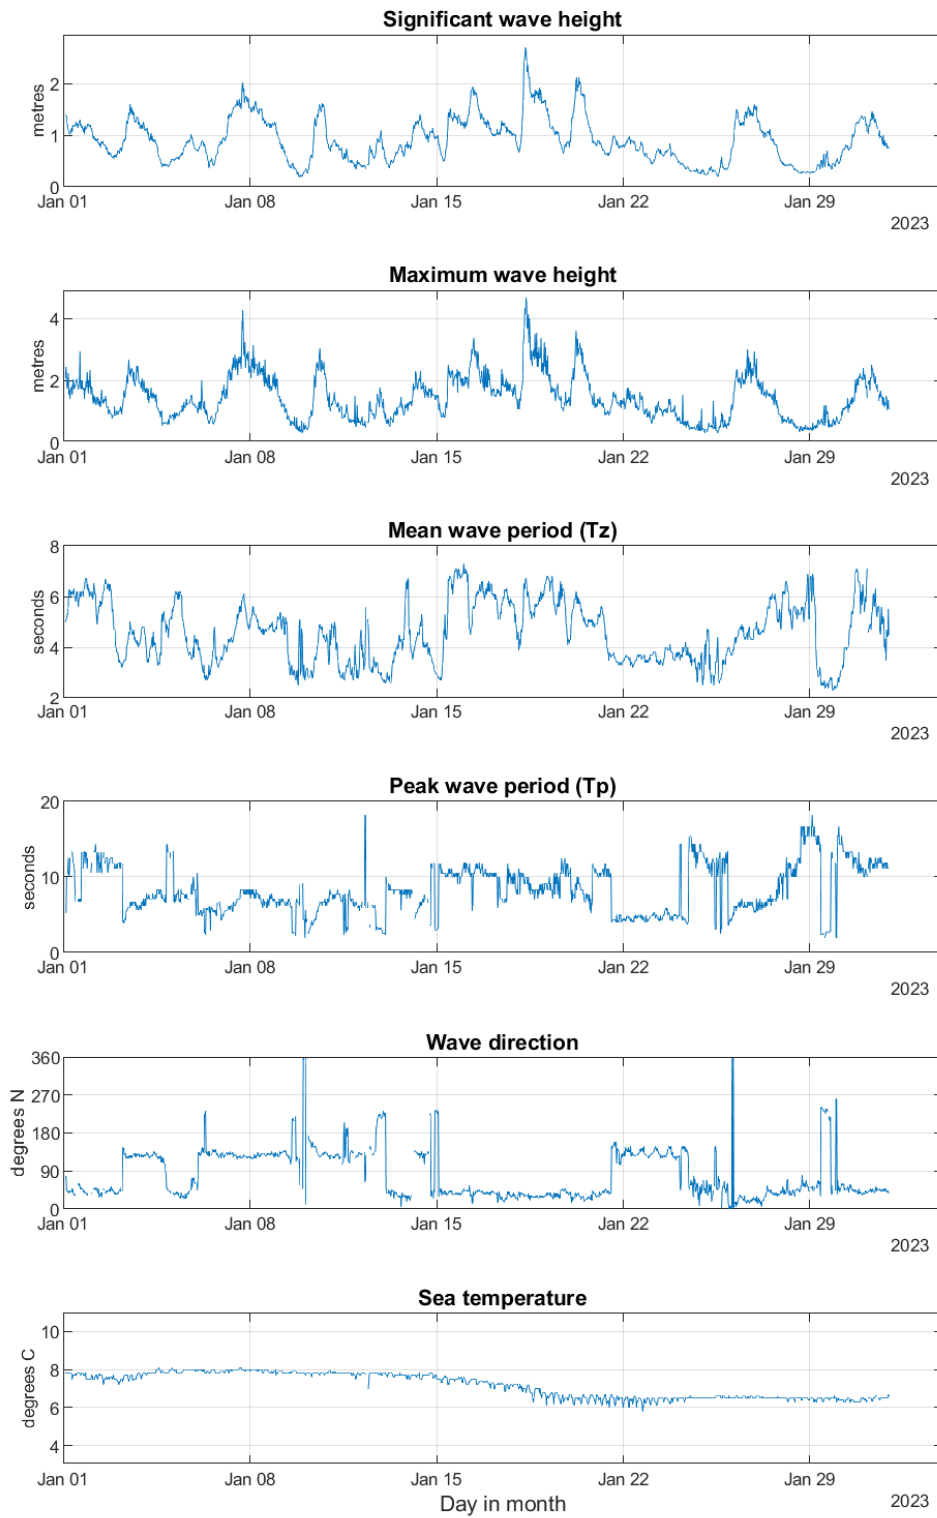 Significant wave height
metres
2
1
0
Jan 01 Jan 08 Jan 15 Jan 22 Jan 29
2023
Maximum wave height
metres
4
2
0
Jan 01 Jan 08 Jan 15 Jan 22 Jan 29
2023
Mean wave period (Tz)
seconds
8
6
4
2
Jan 01 Jan 08 Jan 15 Jan 22 Jan 29
2023
Peak wave period (Tp)
seconds
20
10
0
Jan 01 Jan 08 Jan 15 Jan 22 Jan 29
2023
Wave direction
degrees N
360
270
180
90
0
Jan 01 Jan 08 Jan 15 Jan 22 Jan 29
2023
Sea temperature
degrees C
10
8
6
4
Jan 01 Jan 08 Jan 15 Jan 22 Jan 29
2023
Day in month